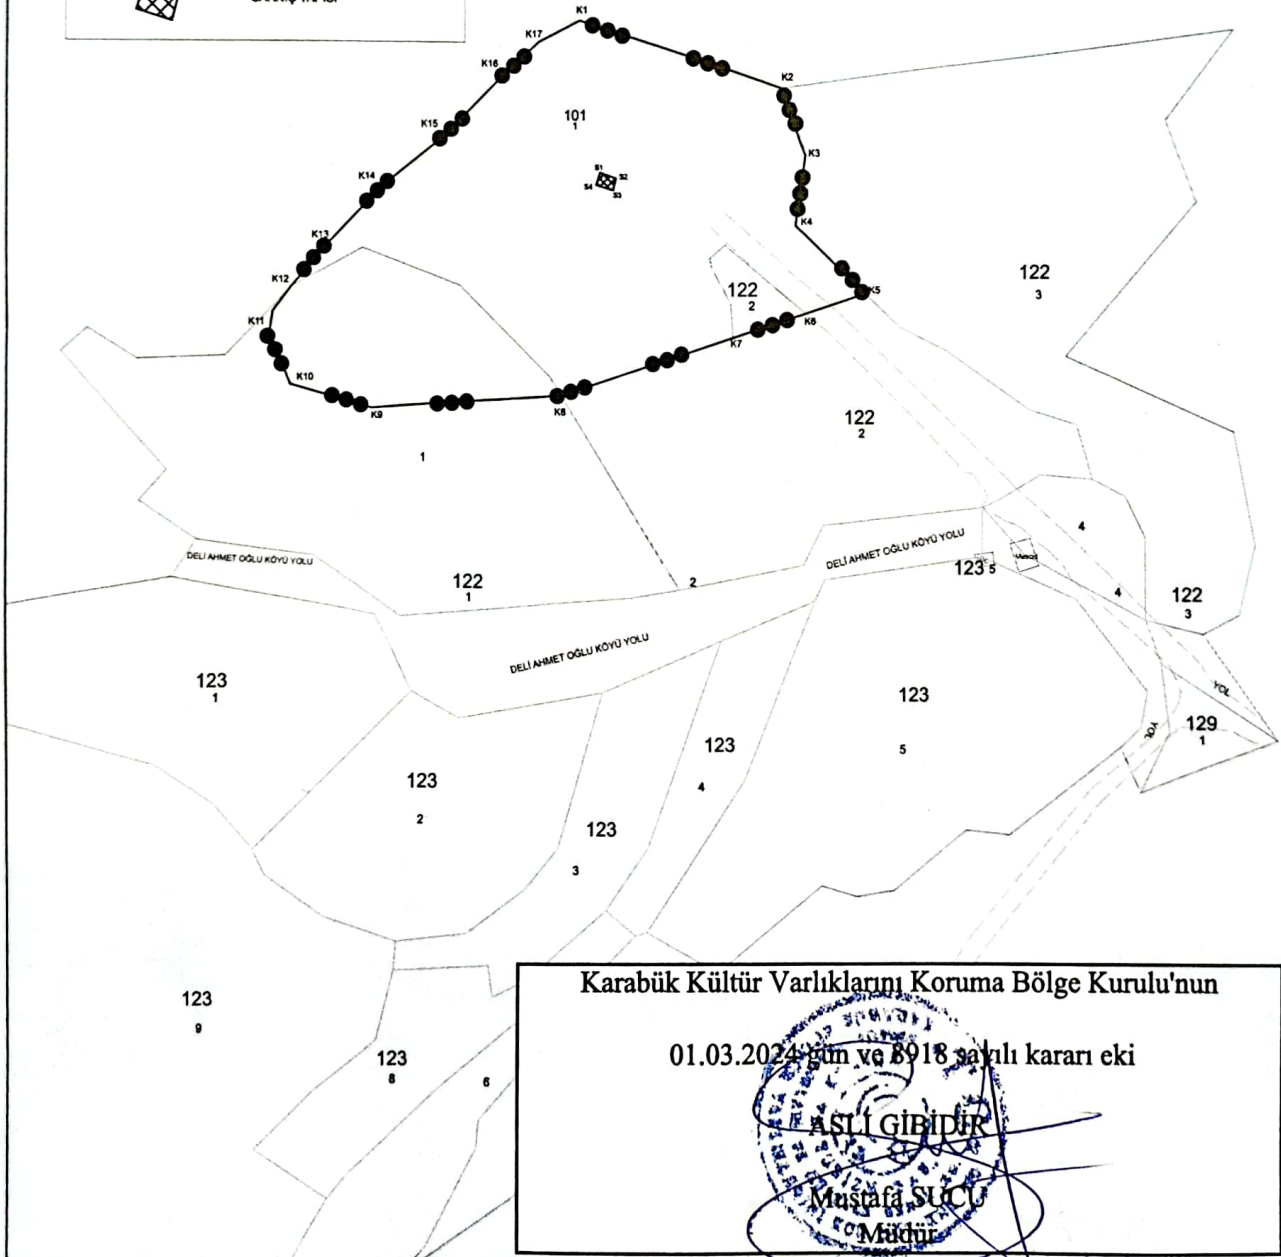 K1
K17
K16
K2
101
1
K15
K3
S1
S2
S4
S3
K14
K4
K13
122
3
K12
122
2
K5
K11
K6
K7
K10
K9
K8
122
2
1
4
DELİ AHMET OĞLU KÖYÜ YOLU
DELİ AHMET OĞLU KÖYÜ YOLU
123 5
122
1
2
4
122
3
DELİ AHMET OĞLU KÖYÜ YOLU
123
1
123
5
YOL
YOL
129
1
123
4
123
2
123
3
123
9
123
8
6
Karabük Kültür Varlıklarını Koruma Bölge Kurulu'nun
01.03.2024 gün ve 8918 sayılı kararı eki
ASLI GİBİDİR
Mustafa SUCU
Müdür